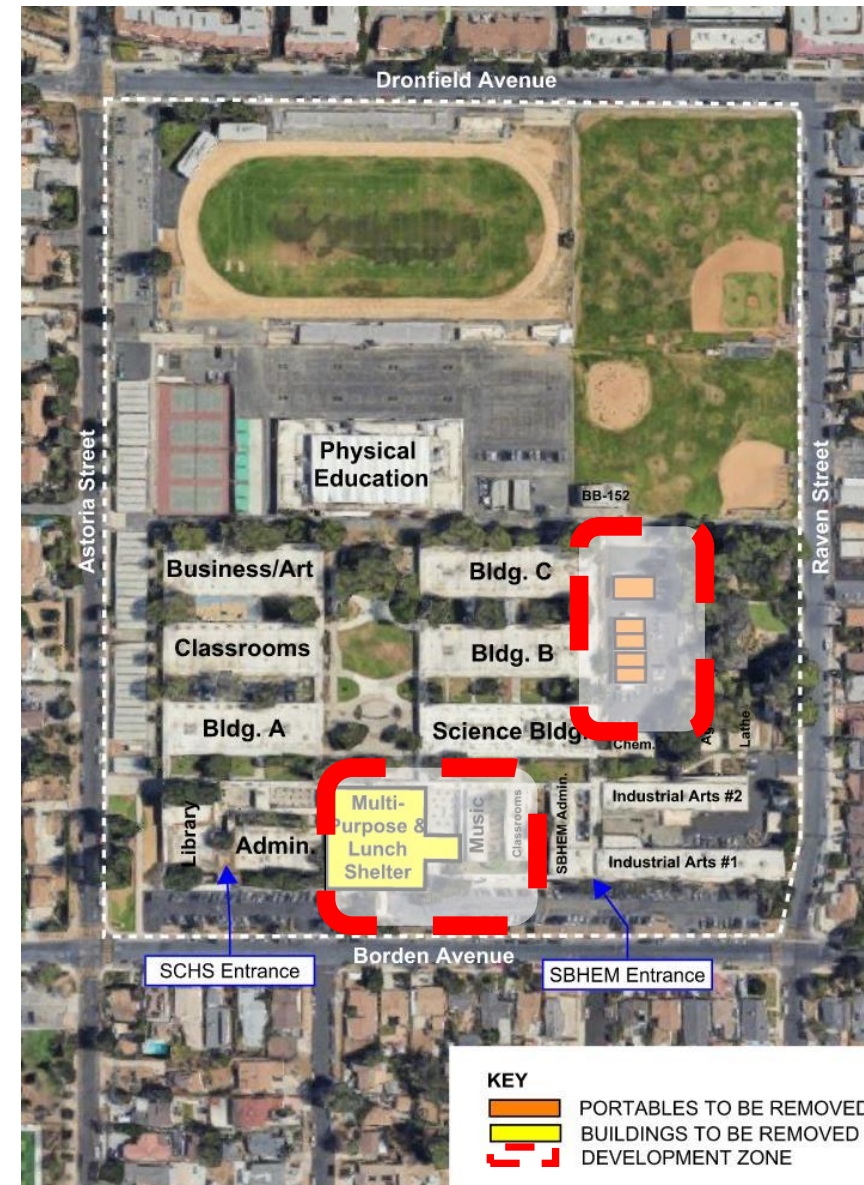 Dronfield Avenue
Astoria Street
Raven Street
Physical
Education
BB-152
Business/Art
Bldg. C
Classrooms
Bldg. B
Bldg. A
Science Bldg.
Chem.
Ag
Lathe
Library
Admin.
Multi-
Purpose &
Lunch
Shelter
Music
Classrooms
SBHEM Admin.
Industrial Arts #2
Industrial Arts #1
SCHS Entrance
Borden Avenue
SBHEM Entrance
KEY
PORTABLES TO BE REMOVED
BUILDINGS TO BE REMOVED
DEVELOPMENT ZONE